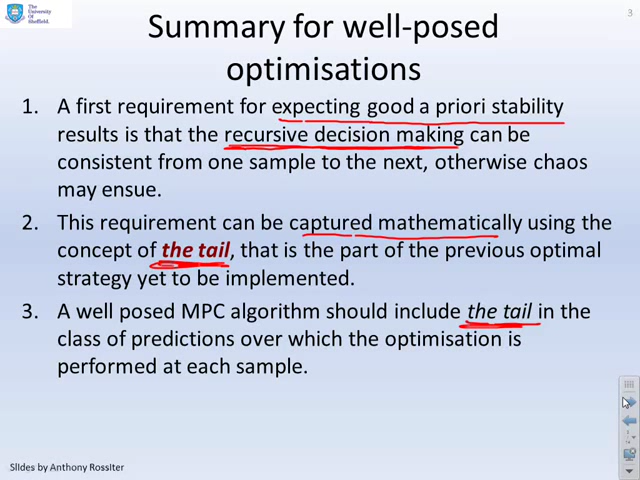 The
University
Of
Sheffield.
3
Summary for well-posed
optimisations
1. A first requirement for expecting good a priori stability
results is that the recursive decision making can be
consistent from one sample to the next, otherwise chaos
may ensue.
2. This requirement can be captured mathematically using the
concept of the tail, that is the part of the previous optimal
strategy yet to be implemented.
3. A well posed MPC algorithm should include the tail in the
class of predictions over which the optimisation is
performed at each sample.
Slides by Anthony Rossiter